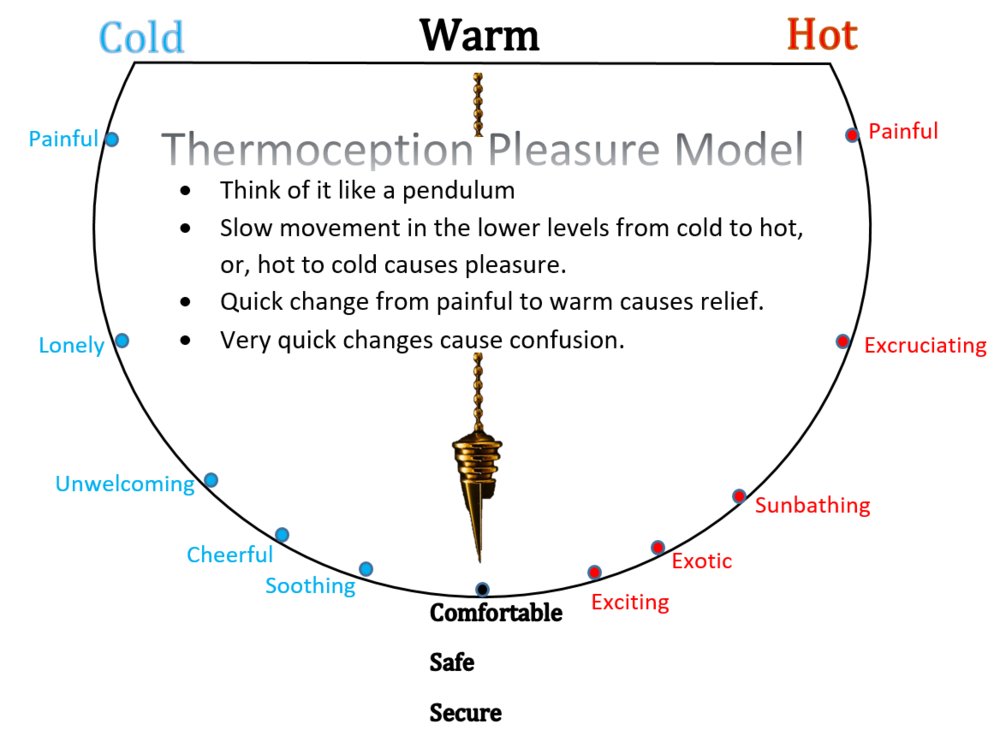 Cold Warm Hot
Painful
Painful
Thermoception Pleasure Model
• Think of it like a pendulum
• Slow movement in the lower levels from cold to hot,
or, hot to cold causes pleasure.
• Quick change from painful to warm causes relief.
• Very quick changes cause confusion.
Lonely
Excruciating
Unwelcoming
Sunbathing
Cheerful
Exotic
Soothing
Exciting
Comfortable
Safe
Secure